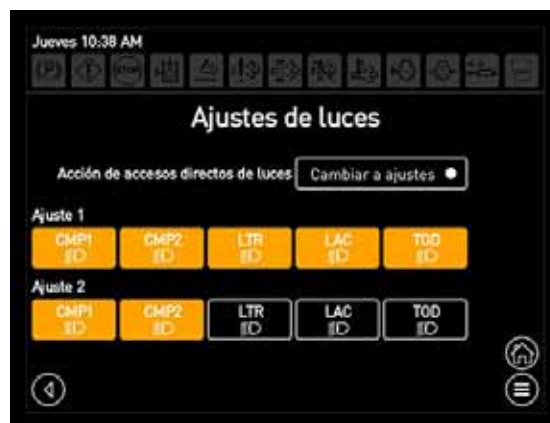 Jueves 10:38 AM
(P) STOP
Ajustes de luces
Acción de accesos directos de luces Cambiar a ajustes
Ajuste 1
CMP1 CMP2 LTR LAC TOD
Ajuste 2
CMP1 CMP2 LTR LAC TOD